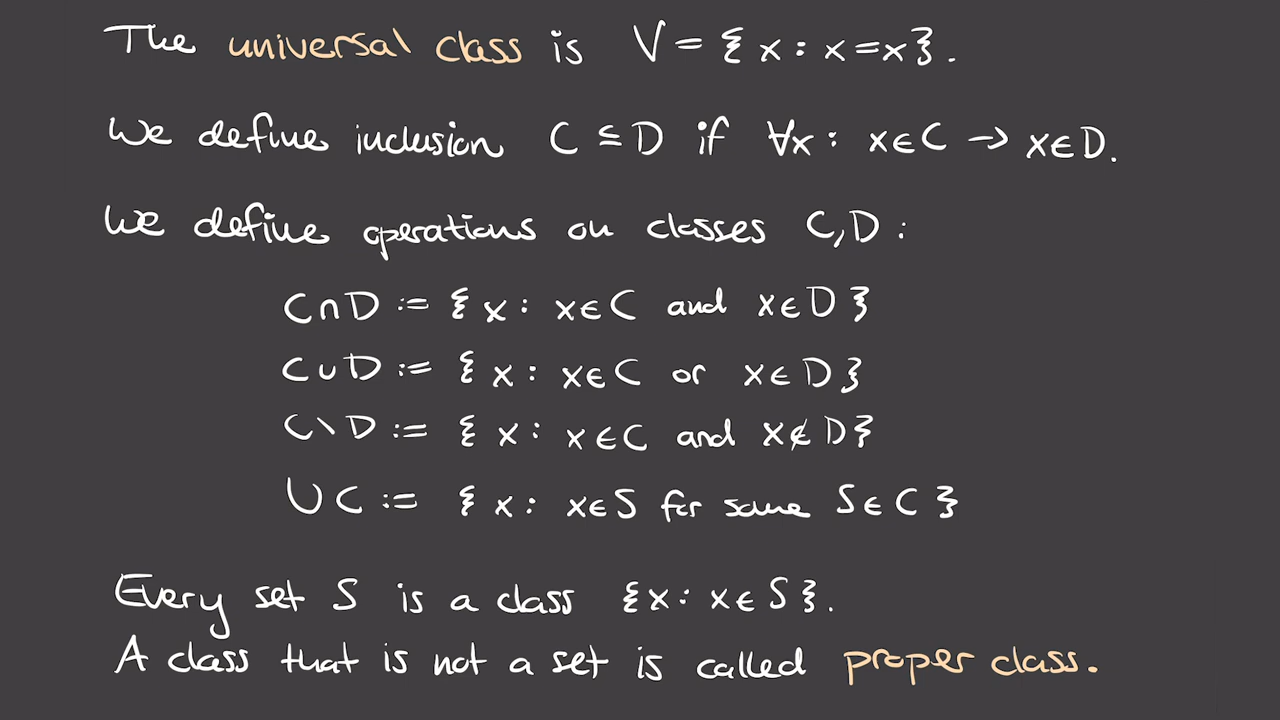 The universal class is V = { x : x = x }.
We define inclusion C ⊆ D if ∀x : x ∈ C → x ∈ D.
We define operations on classes C, D :
C ∩ D := { x : x ∈ C and x ∈ D }
C ∪ D := { x : x ∈ C or x ∈ D }
C \ D := { x : x ∈ C and x ∉ D }
∪ C := { x : x ∈ S for some S ∈ C }
Every set S is a class { x : x ∈ S }.
A class that is not a set is called proper class.